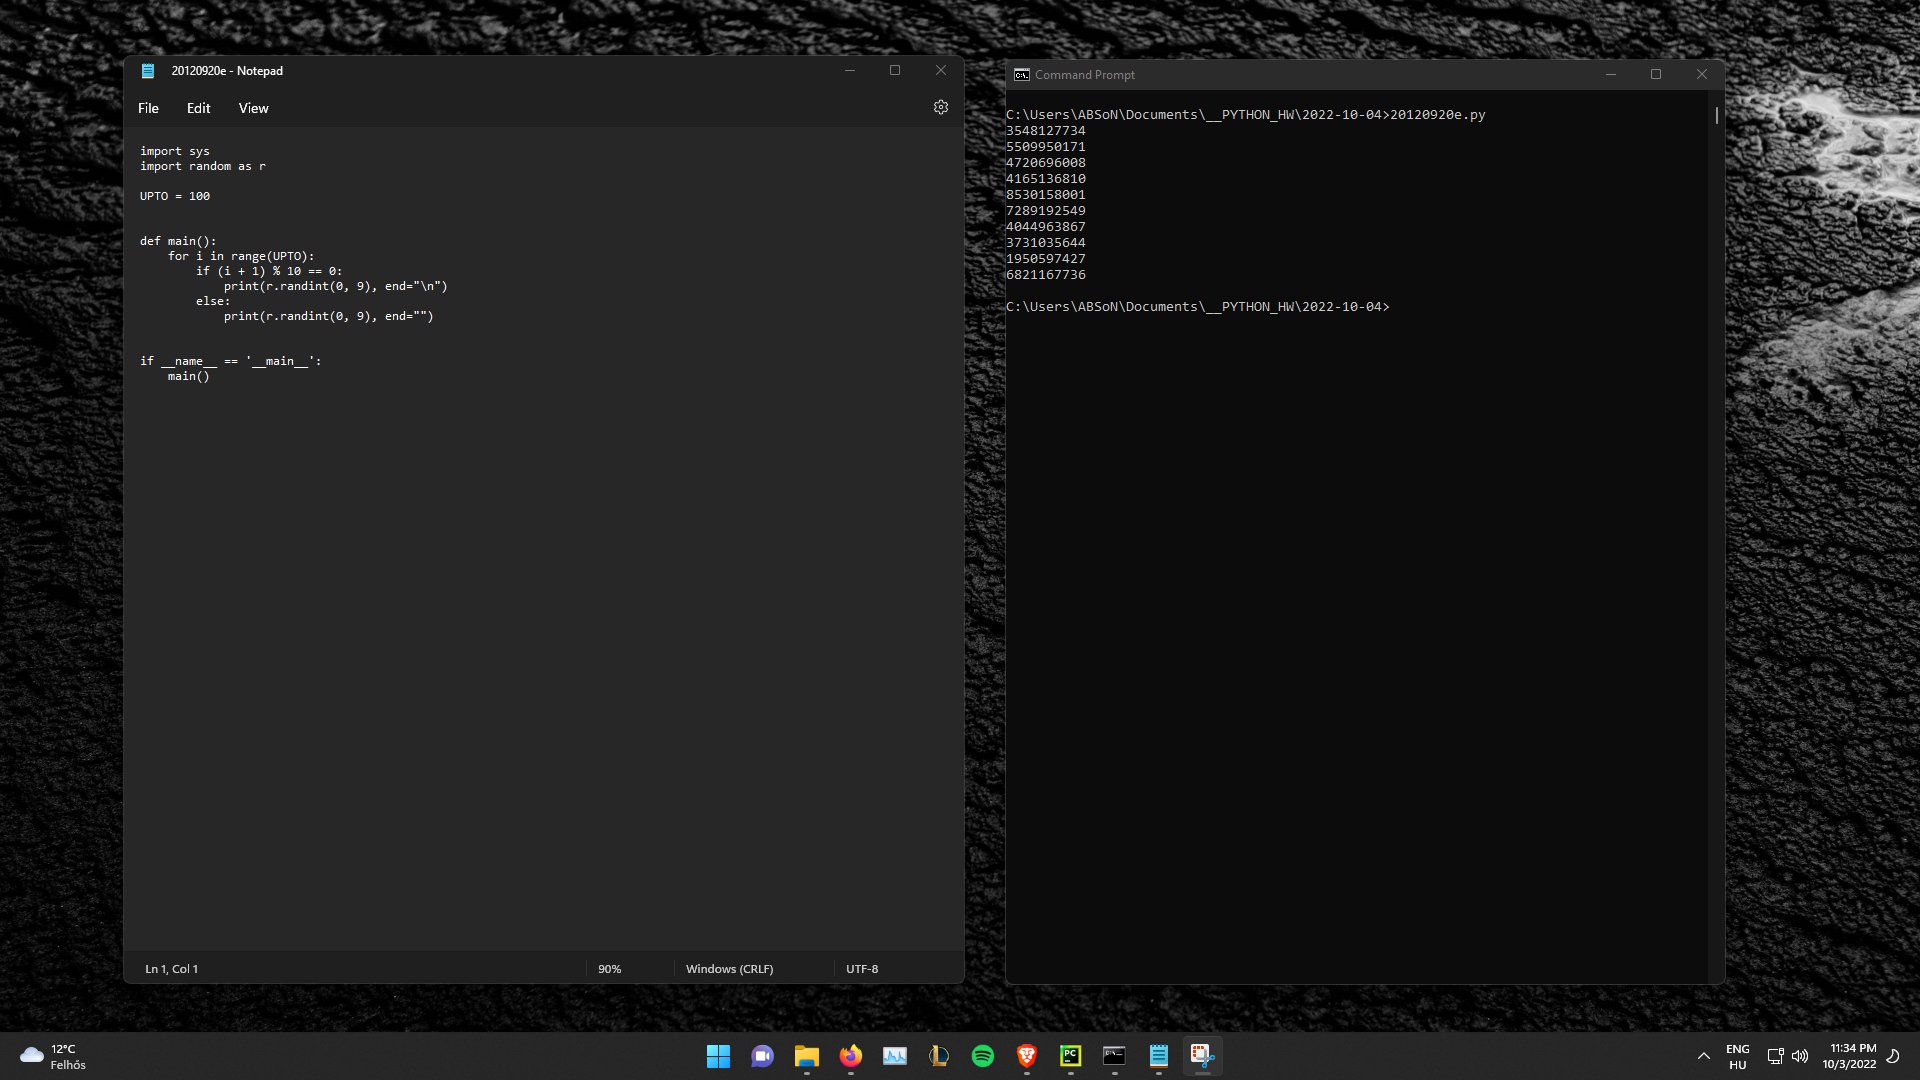 20120920e - Notepad
File Edit View
import sys
import random as r
UPTO = 100
def main():
    for i in range(UPTO):
        if (i + 1) % 10 == 0:
            print(r.randint(0, 9), end="\n")
        else:
            print(r.randint(0, 9), end="")
if __name__ == '__main__':
    main()
Ln 1, Col 1 90% Windows (CRLF) UTF-8
Command Prompt
C:\Users\ABSoN\Documents\__PYTHON_HW\2022-10-04>20120920e.py
3548127734
5509950171
4720696008
4165136810
8530158001
7289192549
4044963867
3731035644
1950597427
6821167736
C:\Users\ABSoN\Documents\__PYTHON_HW\2022-10-04>
12°C
Felhős
PC
ENG
HU
11:34 PM
10/3/2022